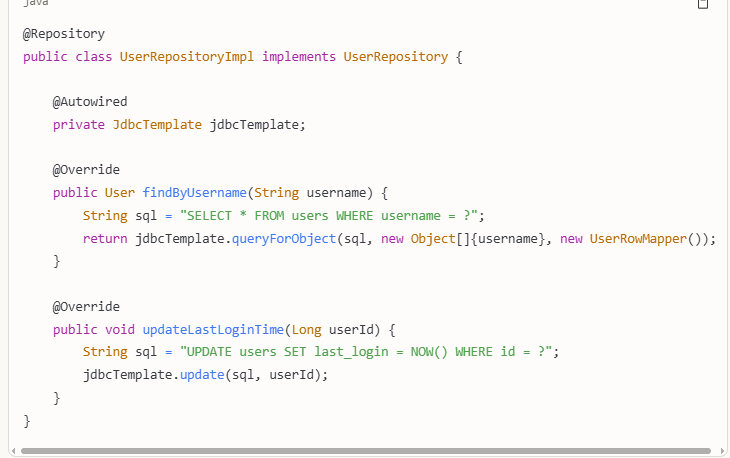 java
@Repository
public class UserRepositoryImpl implements UserRepository {
    @Autowired
    private JdbcTemplate jdbcTemplate;
    @Override
    public User findByUsername(String username) {
        String sql = "SELECT * FROM users WHERE username = ?";
        return jdbcTemplate.queryForObject(sql, new Object[]{username}, new UserRowMapper());
    }
    @Override
    public void updateLastLoginTime(Long userId) {
        String sql = "UPDATE users SET last_login = NOW() WHERE id = ?";
        jdbcTemplate.update(sql, userId);
    }
}